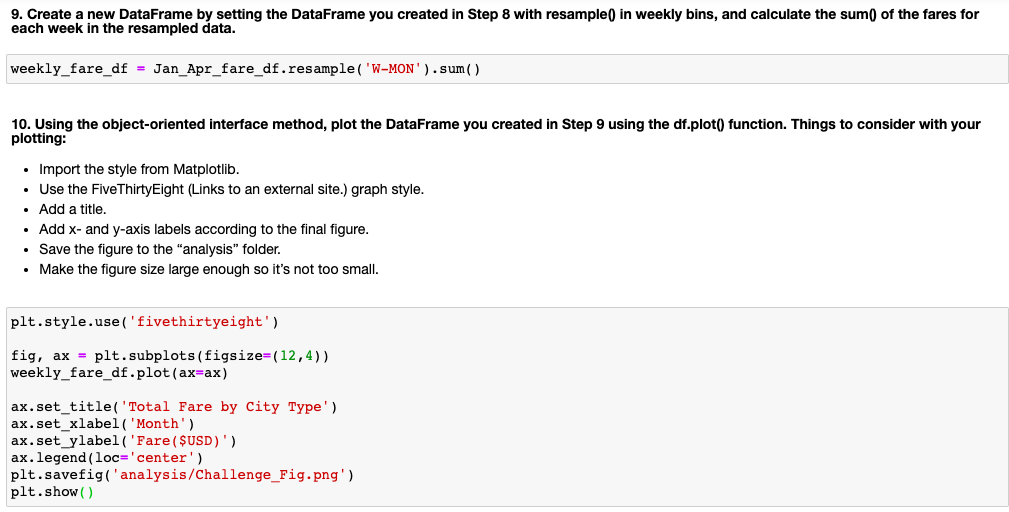 9. Create a new DataFrame by setting the DataFrame you created in Step 8 with resample() in weekly bins, and calculate the sum() of the fares for
each week in the resampled data.
weekly_fare_df = Jan_Apr_fare_df.resample('W-MON').sum()
10. Using the object-oriented interface method, plot the DataFrame you created in Step 9 using the df.plot() function. Things to consider with your
plotting:
• Import the style from Matplotlib.
• Use the FiveThirtyEight (Links to an external site.) graph style.
• Add a title.
• Add x- and y-axis labels according to the final figure.
• Save the figure to the “analysis” folder.
• Make the figure size large enough so it’s not too small.
plt.style.use('fivethirtyeight')
fig, ax = plt.subplots(figsize=(12,4))
weekly_fare_df.plot(ax=ax)
ax.set_title('Total Fare by City Type')
ax.set_xlabel('Month')
ax.set_ylabel('Fare($USD)')
ax.legend(loc='center')
plt.savefig('analysis/Challenge_Fig.png')
plt.show()